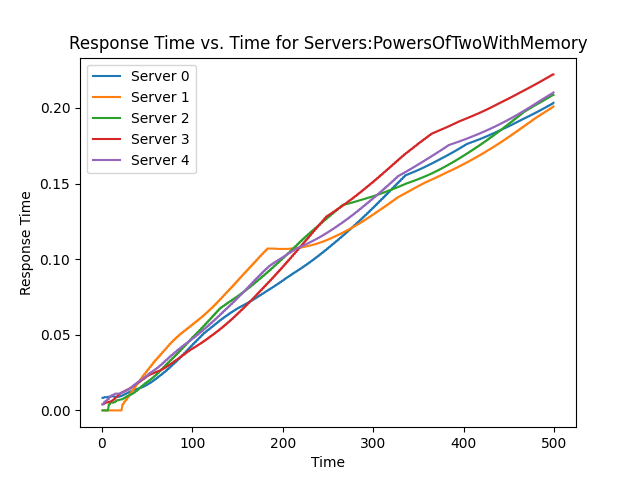 Response Time vs. Time for Servers:PowersOfTwoWithMemory
Server 0
Server 1
Server 2
Server 3
Server 4
0.20
0.15
0.10
0.05
0.00
Response Time
0 100 200 300 400 500
Time